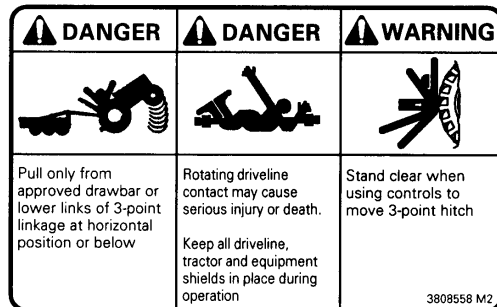 DANGER
Pull only from
approved drawbar or
lower links of 3-point
linkage at horizontal
position or below
DANGER
Rotating driveline
contact may cause
serious injury or death.
Keep all driveline,
tractor and equipment
shields in place during
operation
WARNING
Stand clear when
using controls to
move 3-point hitch
3808558 M2